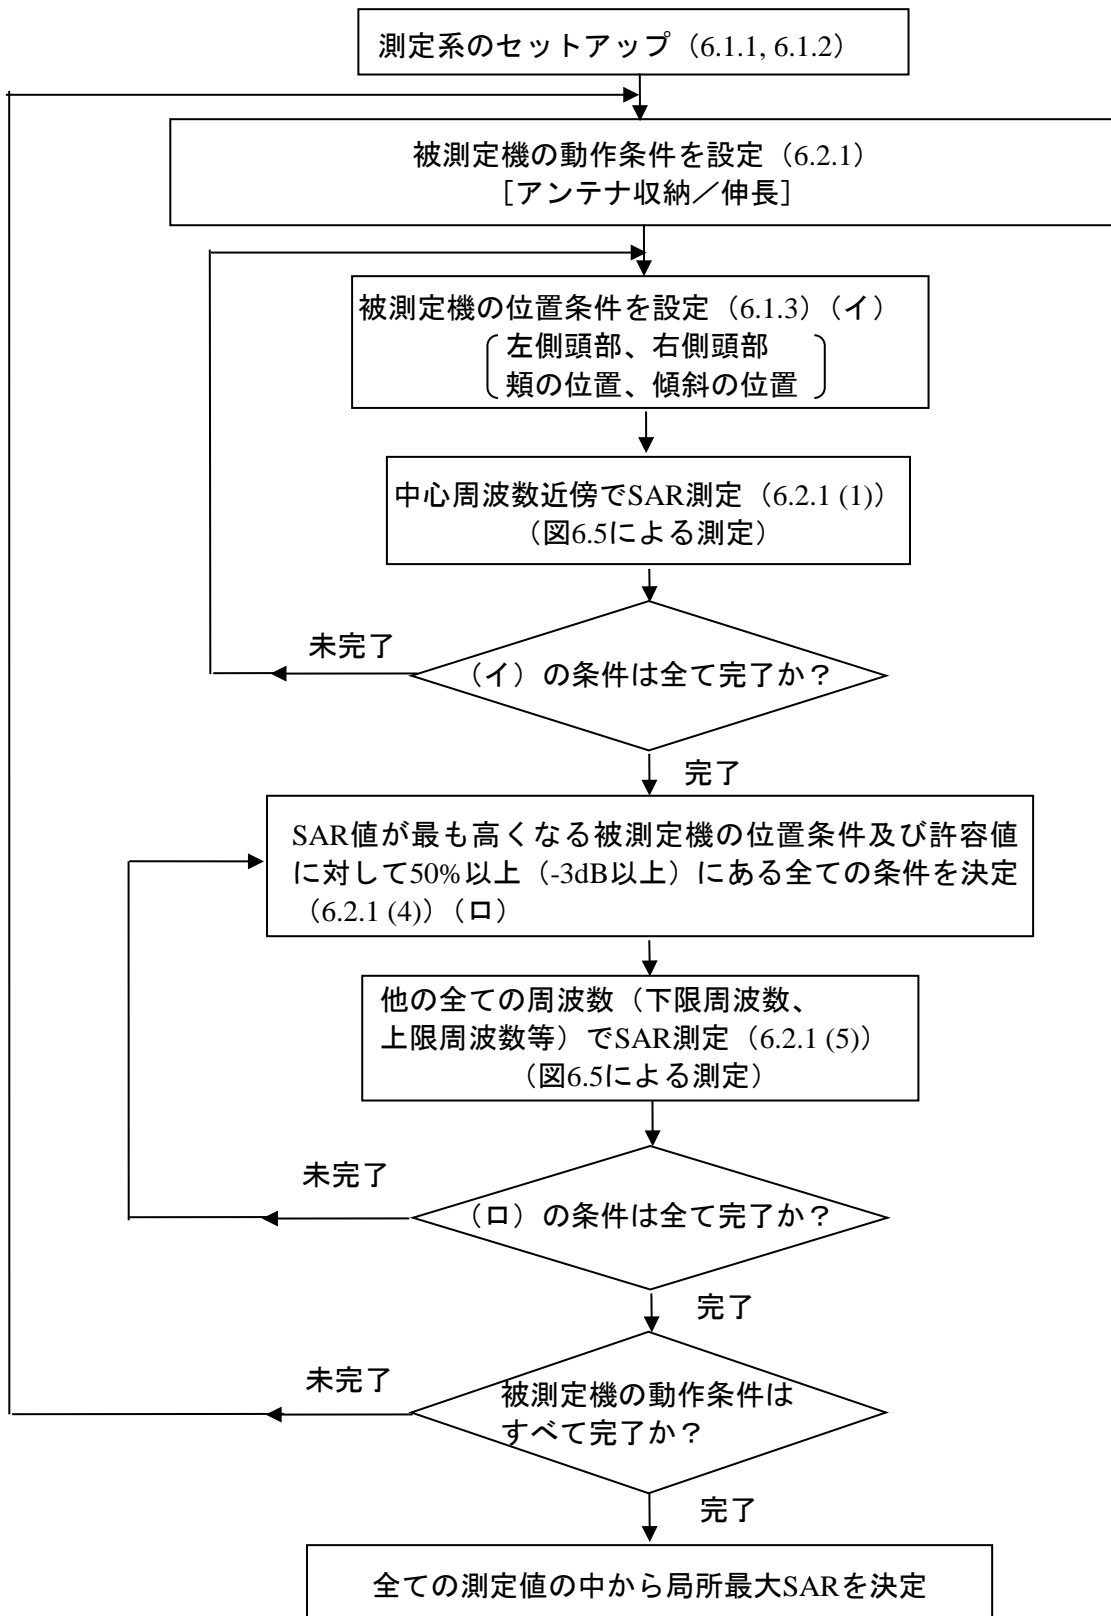 測定系のセットアップ（6.1.1, 6.1.2）
被測定機の動作条件を設定（6.2.1）
［アンテナ収納／伸長］
被測定機の位置条件を設定（6.1.3）（イ）
左側頭部、右側頭部
頬の位置、傾斜の位置
中心周波数近傍でSAR測定（6.2.1 (1)）
（図6.5による測定）
未完了
（イ）の条件は全て完了か？
完了
SAR値が最も高くなる被測定機の位置条件及び許容値
に対して50%以上（-3dB以上）にある全ての条件を決定
（6.2.1 (4)）（ロ）
他の全ての周波数（下限周波数、
上限周波数等）でSAR測定（6.2.1 (5)）
（図6.5による測定）
未完了
（ロ）の条件は全て完了か？
完了
未完了
被測定機の動作条件は
すべて完了か？
完了
全ての測定値の中から局所最大SARを決定